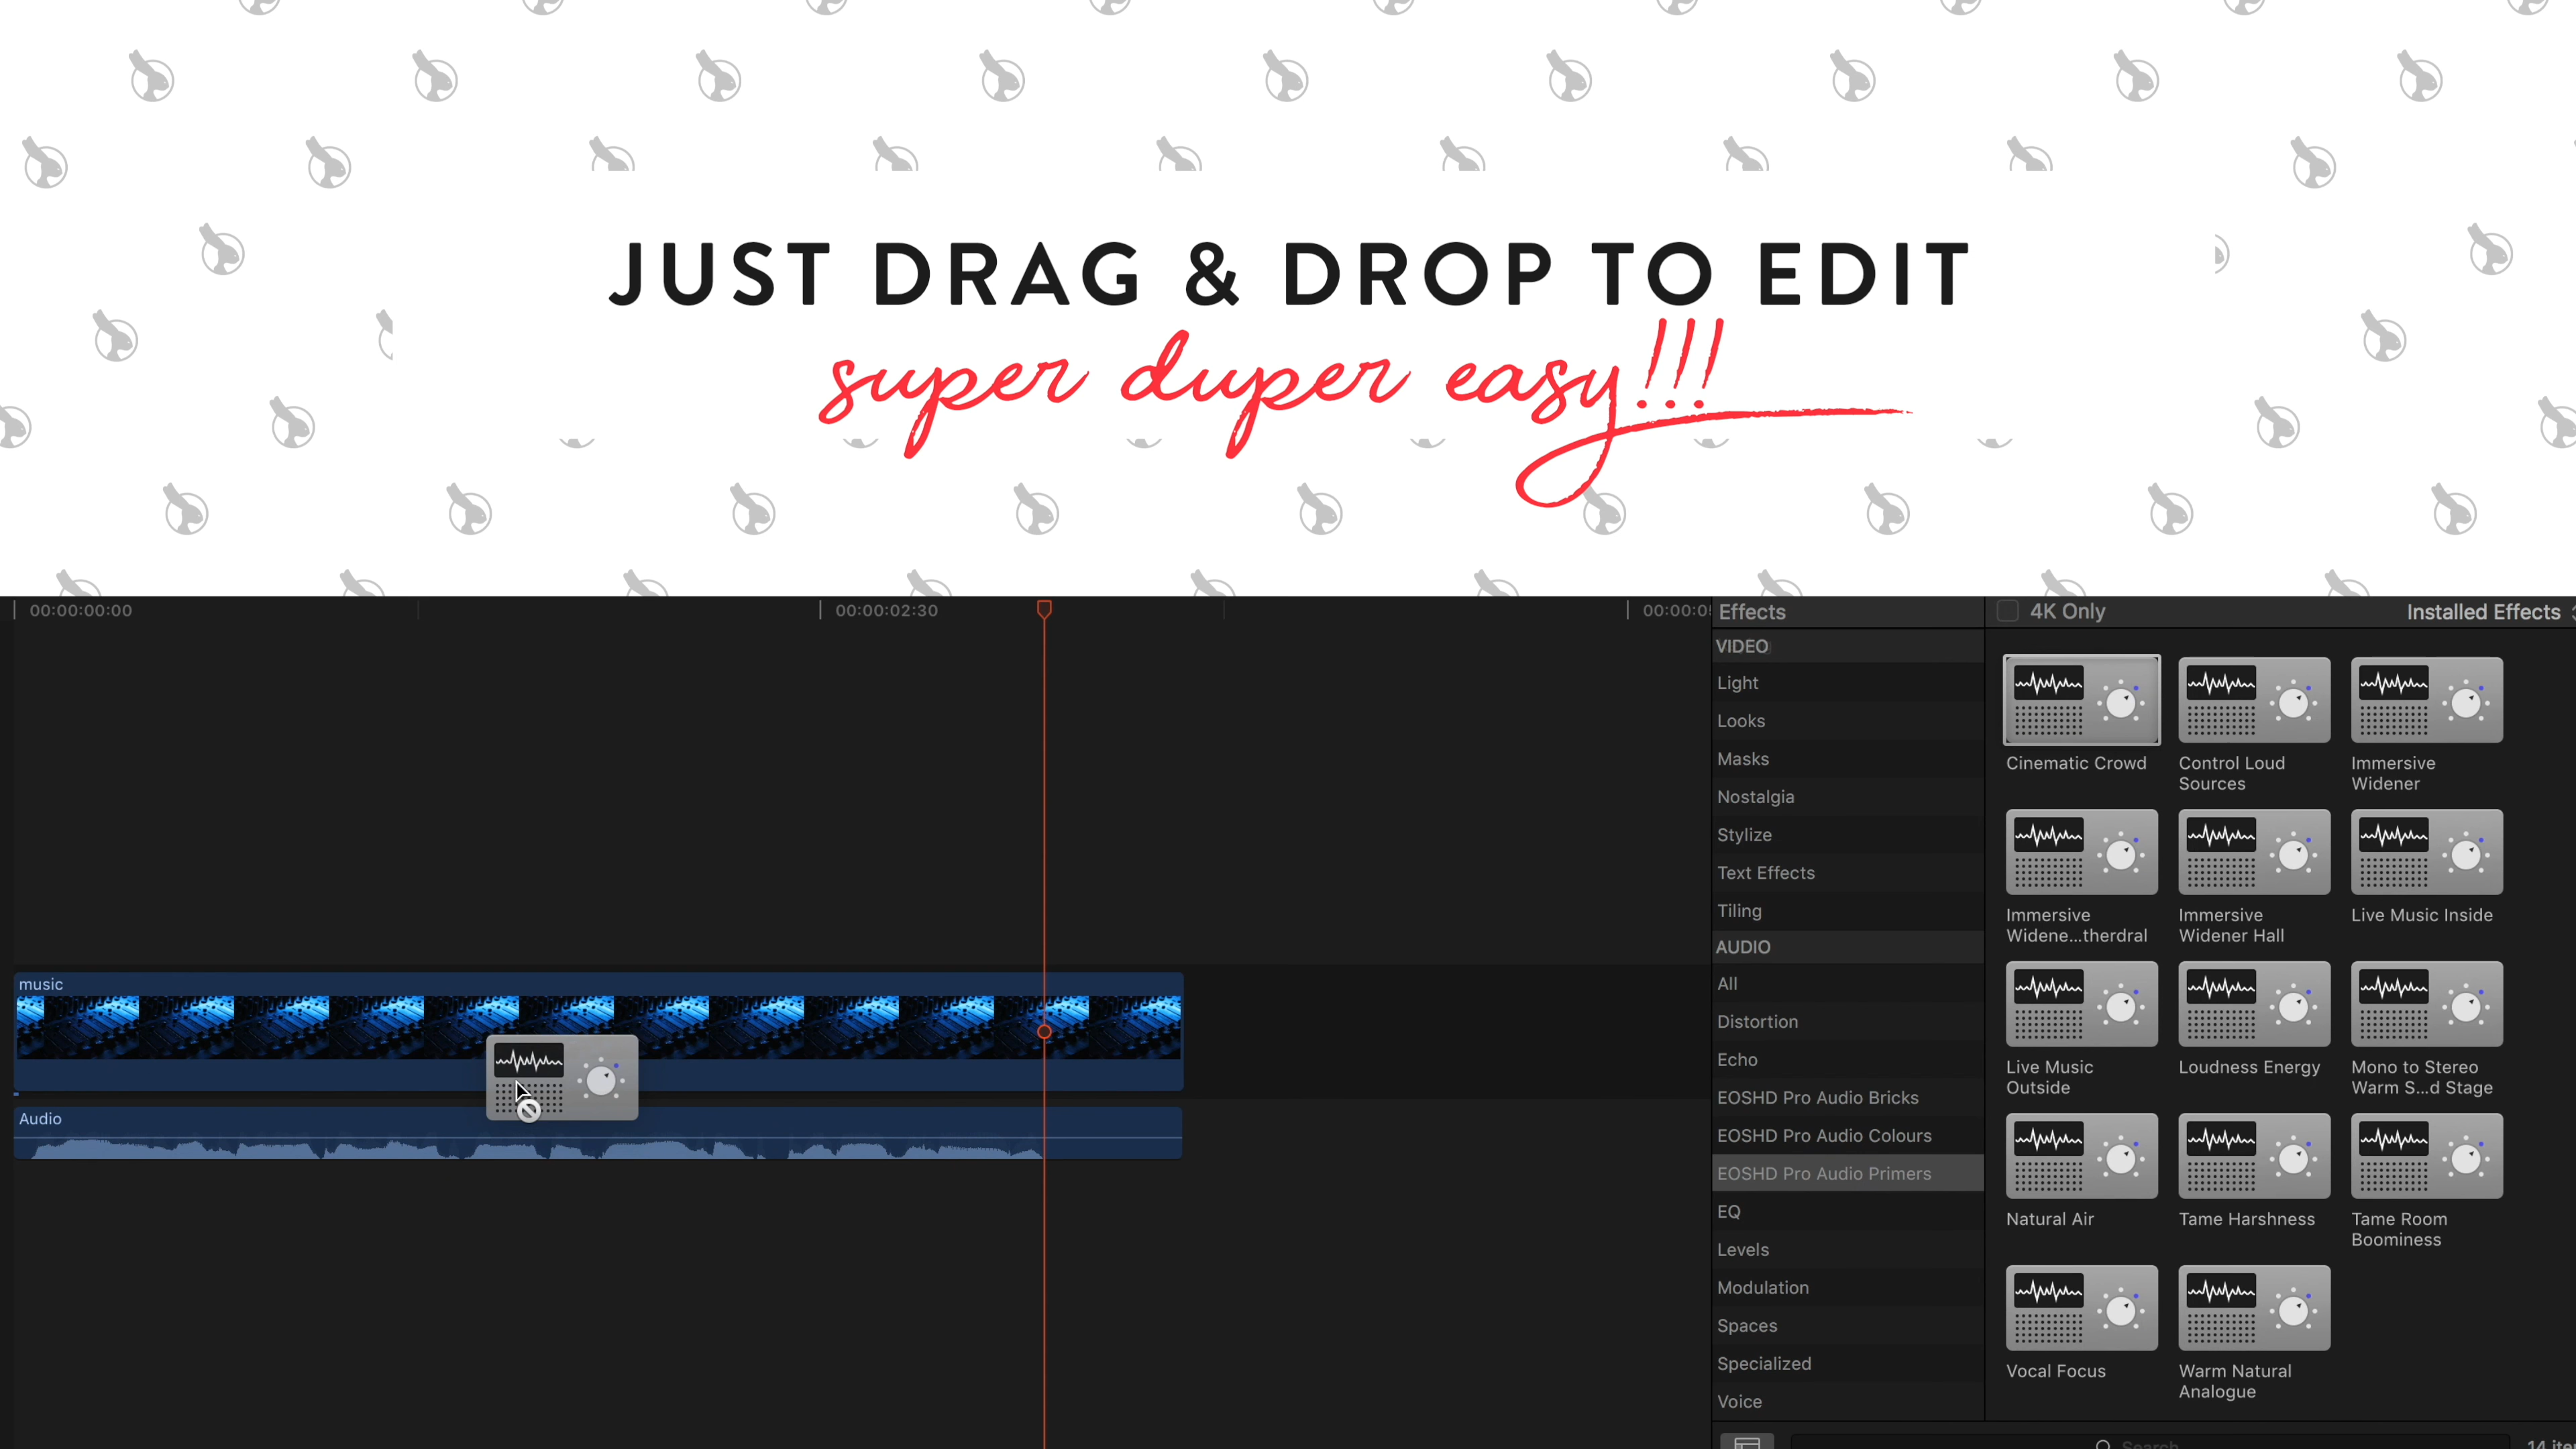 JUST DRAG & DROP TO EDIT
super duper easy!!!
00:00:00:00
00:00:02:30
music
Audio
Effects
VIDEO
Light
Looks
Masks
Nostalgia
Stylize
Text Effects
Tiling
AUDIO
All
Distortion
Echo
EOSHD Pro Audio Bricks
EOSHD Pro Audio Colours
EOSHD Pro Audio Primers
EQ
Levels
Modulation
Spaces
Specialized
Voice
4K Only
Installed Effects
Cinematic Crowd
Control Loud
Sources
Immersive
Widener
Immersive
Widene...therdral
Immersive
Widener Hall
Live Music Inside
Live Music
Outside
Loudness Energy
Mono to Stereo
Warm S...d Stage
Natural Air
Tame Harshness
Tame Room
Boominess
Vocal Focus
Warm Natural
Analogue